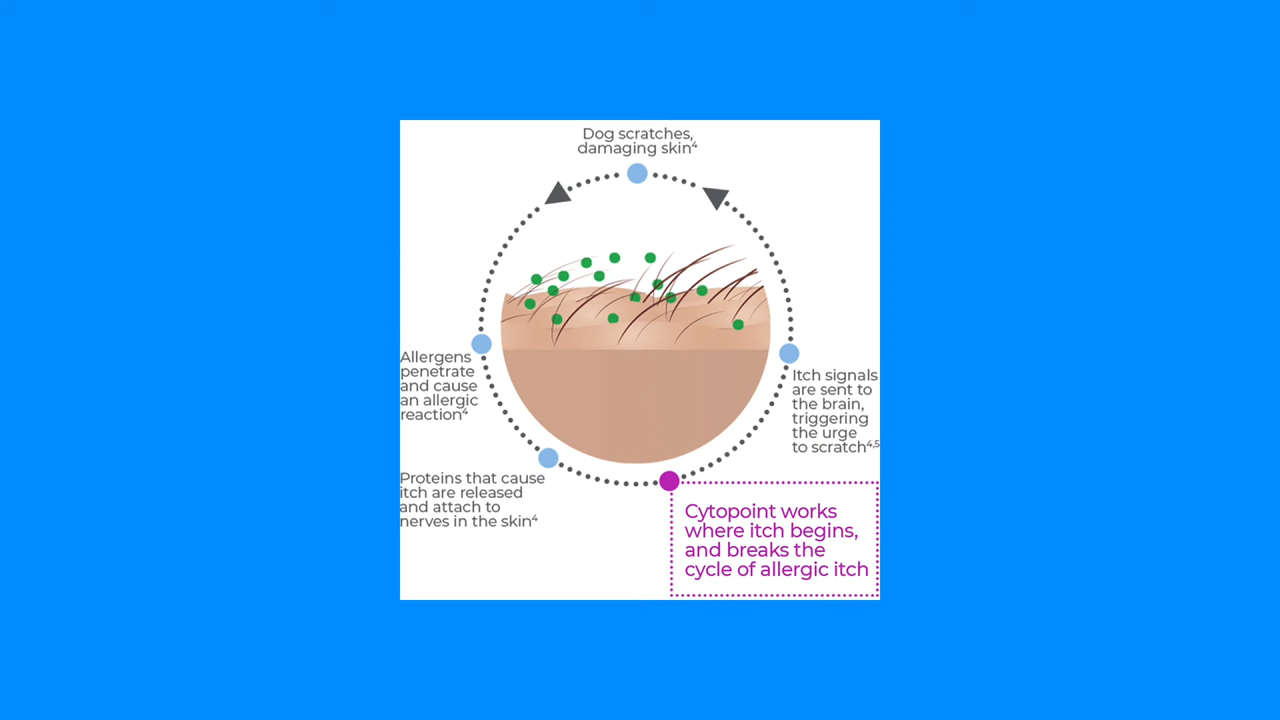 Dog scratches,
damaging skin4
Allergens
penetrate
and cause
an allergic
reaction4
Proteins that cause
itch are released
and attach to
nerves in the skin4
Itch signals
are sent to
the brain,
triggering
the urge
to scratch4,5
Cytopoint works
where itch begins,
and breaks the
cycle of allergic itch